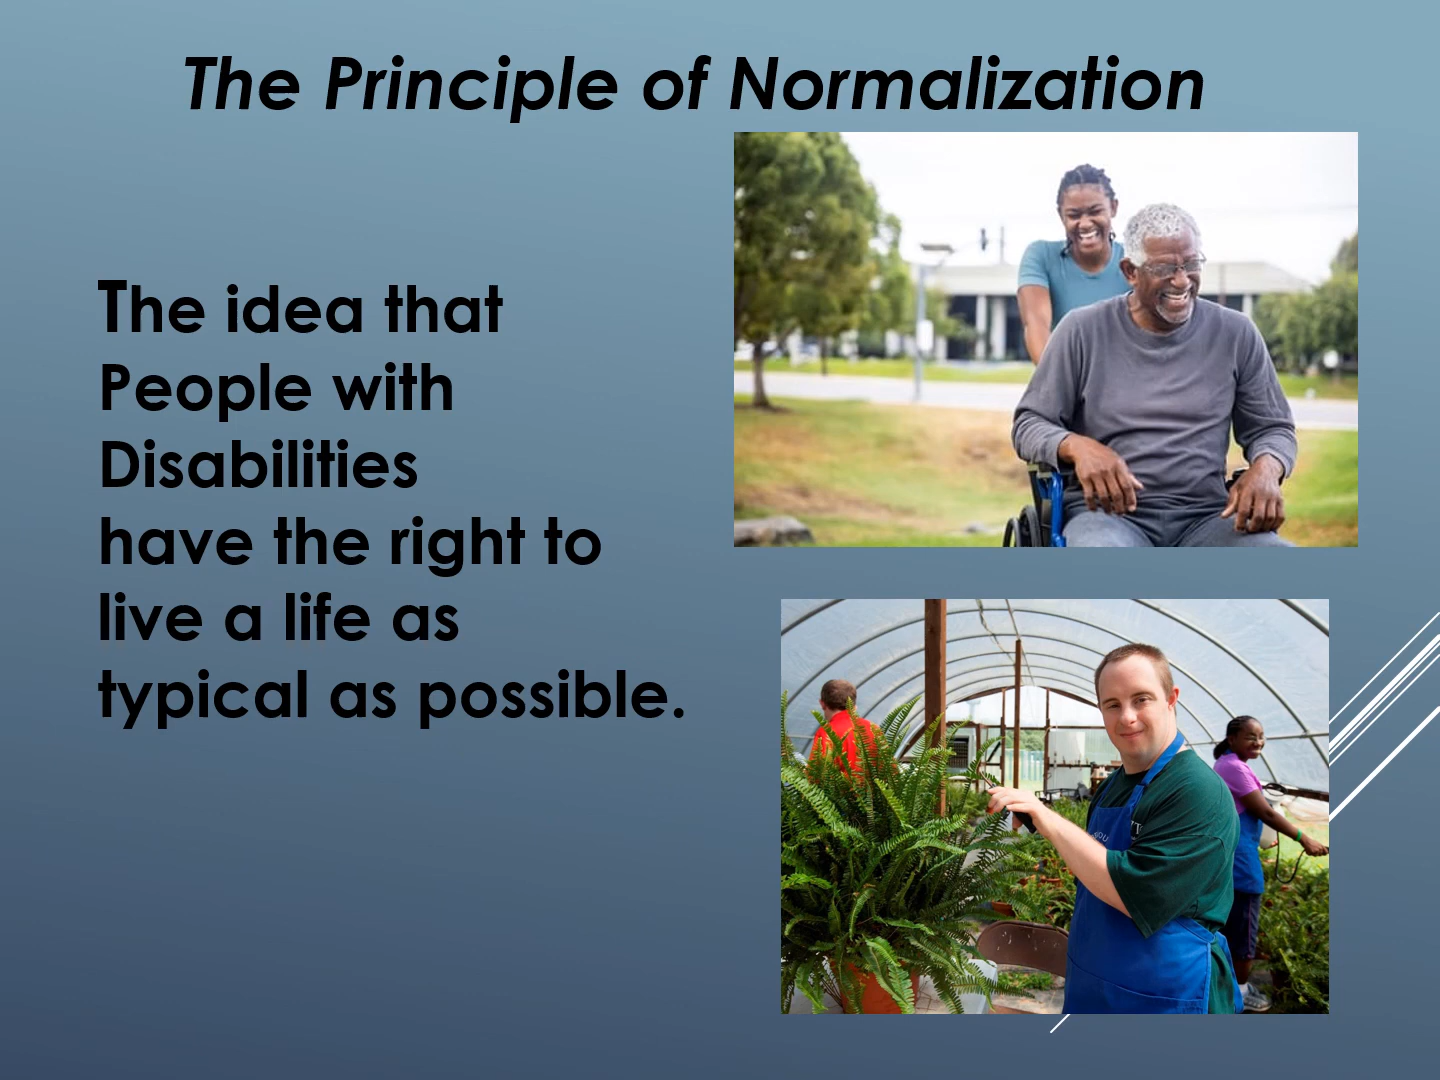 The Principle of Normalization
The idea that
People with
Disabilities
have the right to
live a life as
typical as possible.